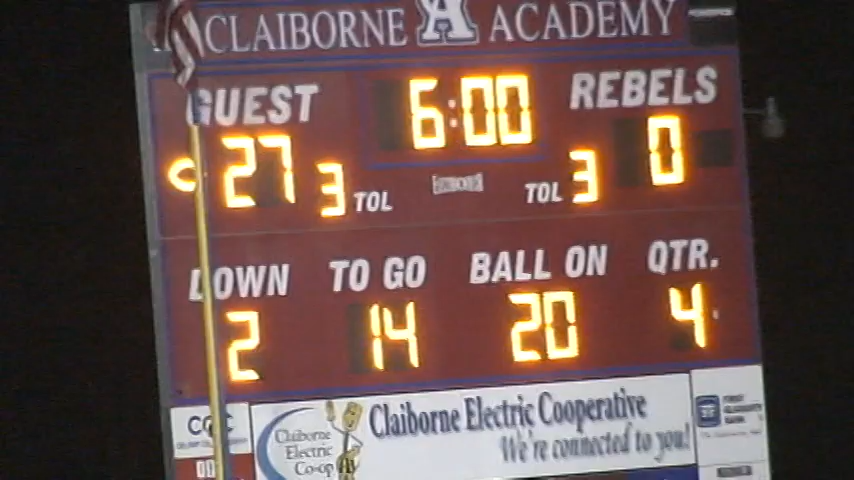 CLAIBORNE A ACADEMY
GUEST 6:00 REBELS
27 3 TOL TOL 3 0
DOWN TO GO BALL ON QTR.
2 14 20 4
Claiborne Electric Cooperative
We're connected to you!
Claiborne
Electric
Co-op